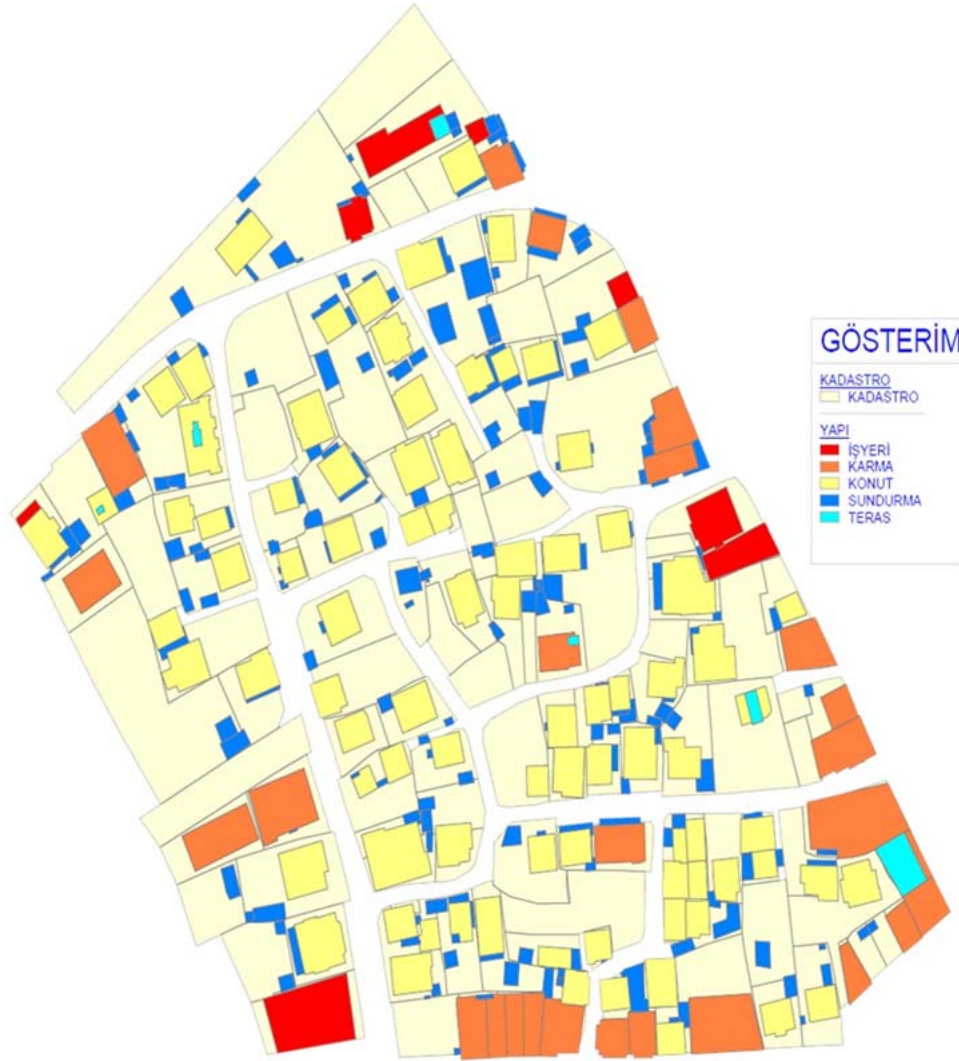 GÖSTERİM
KADASTRO
KADASTRO
YAPI
İŞYERİ
KARMA
KONUT
SUNDURMA
TERAS